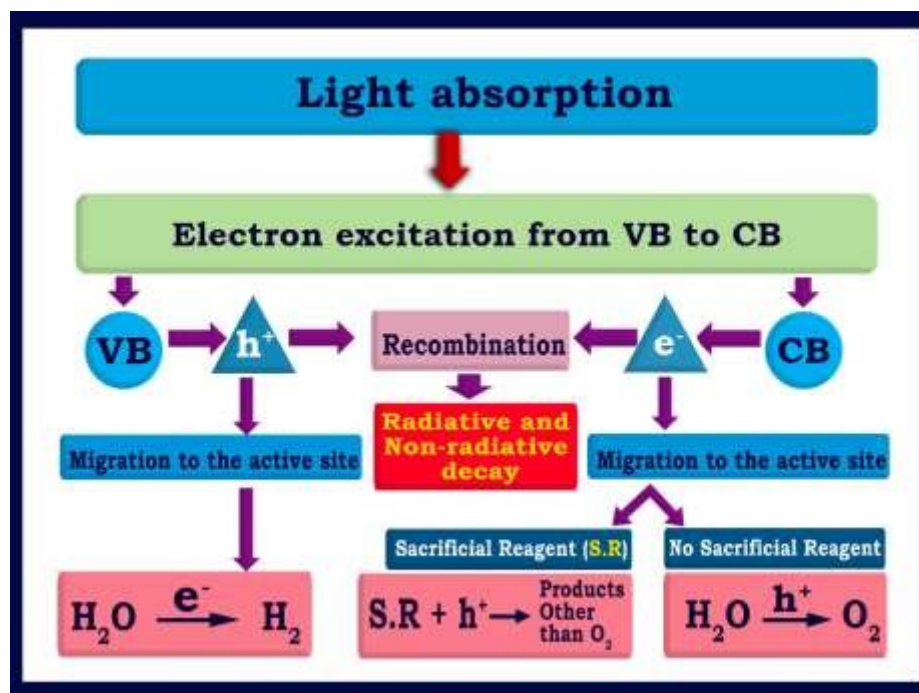 Light absorption
Electron excitation from VB to CB
VB
h⁺
Recombination
e⁻
CB
Radiative and
Non-radiative
decay
Migration to the active site
Migration to the active site
Sacrificial Reagent (S.R)
No Sacrificial Reagent
H₂O e⁻ H₂
S.R + h⁺ → Products
Other
than O₂
H₂O h⁺ O₂